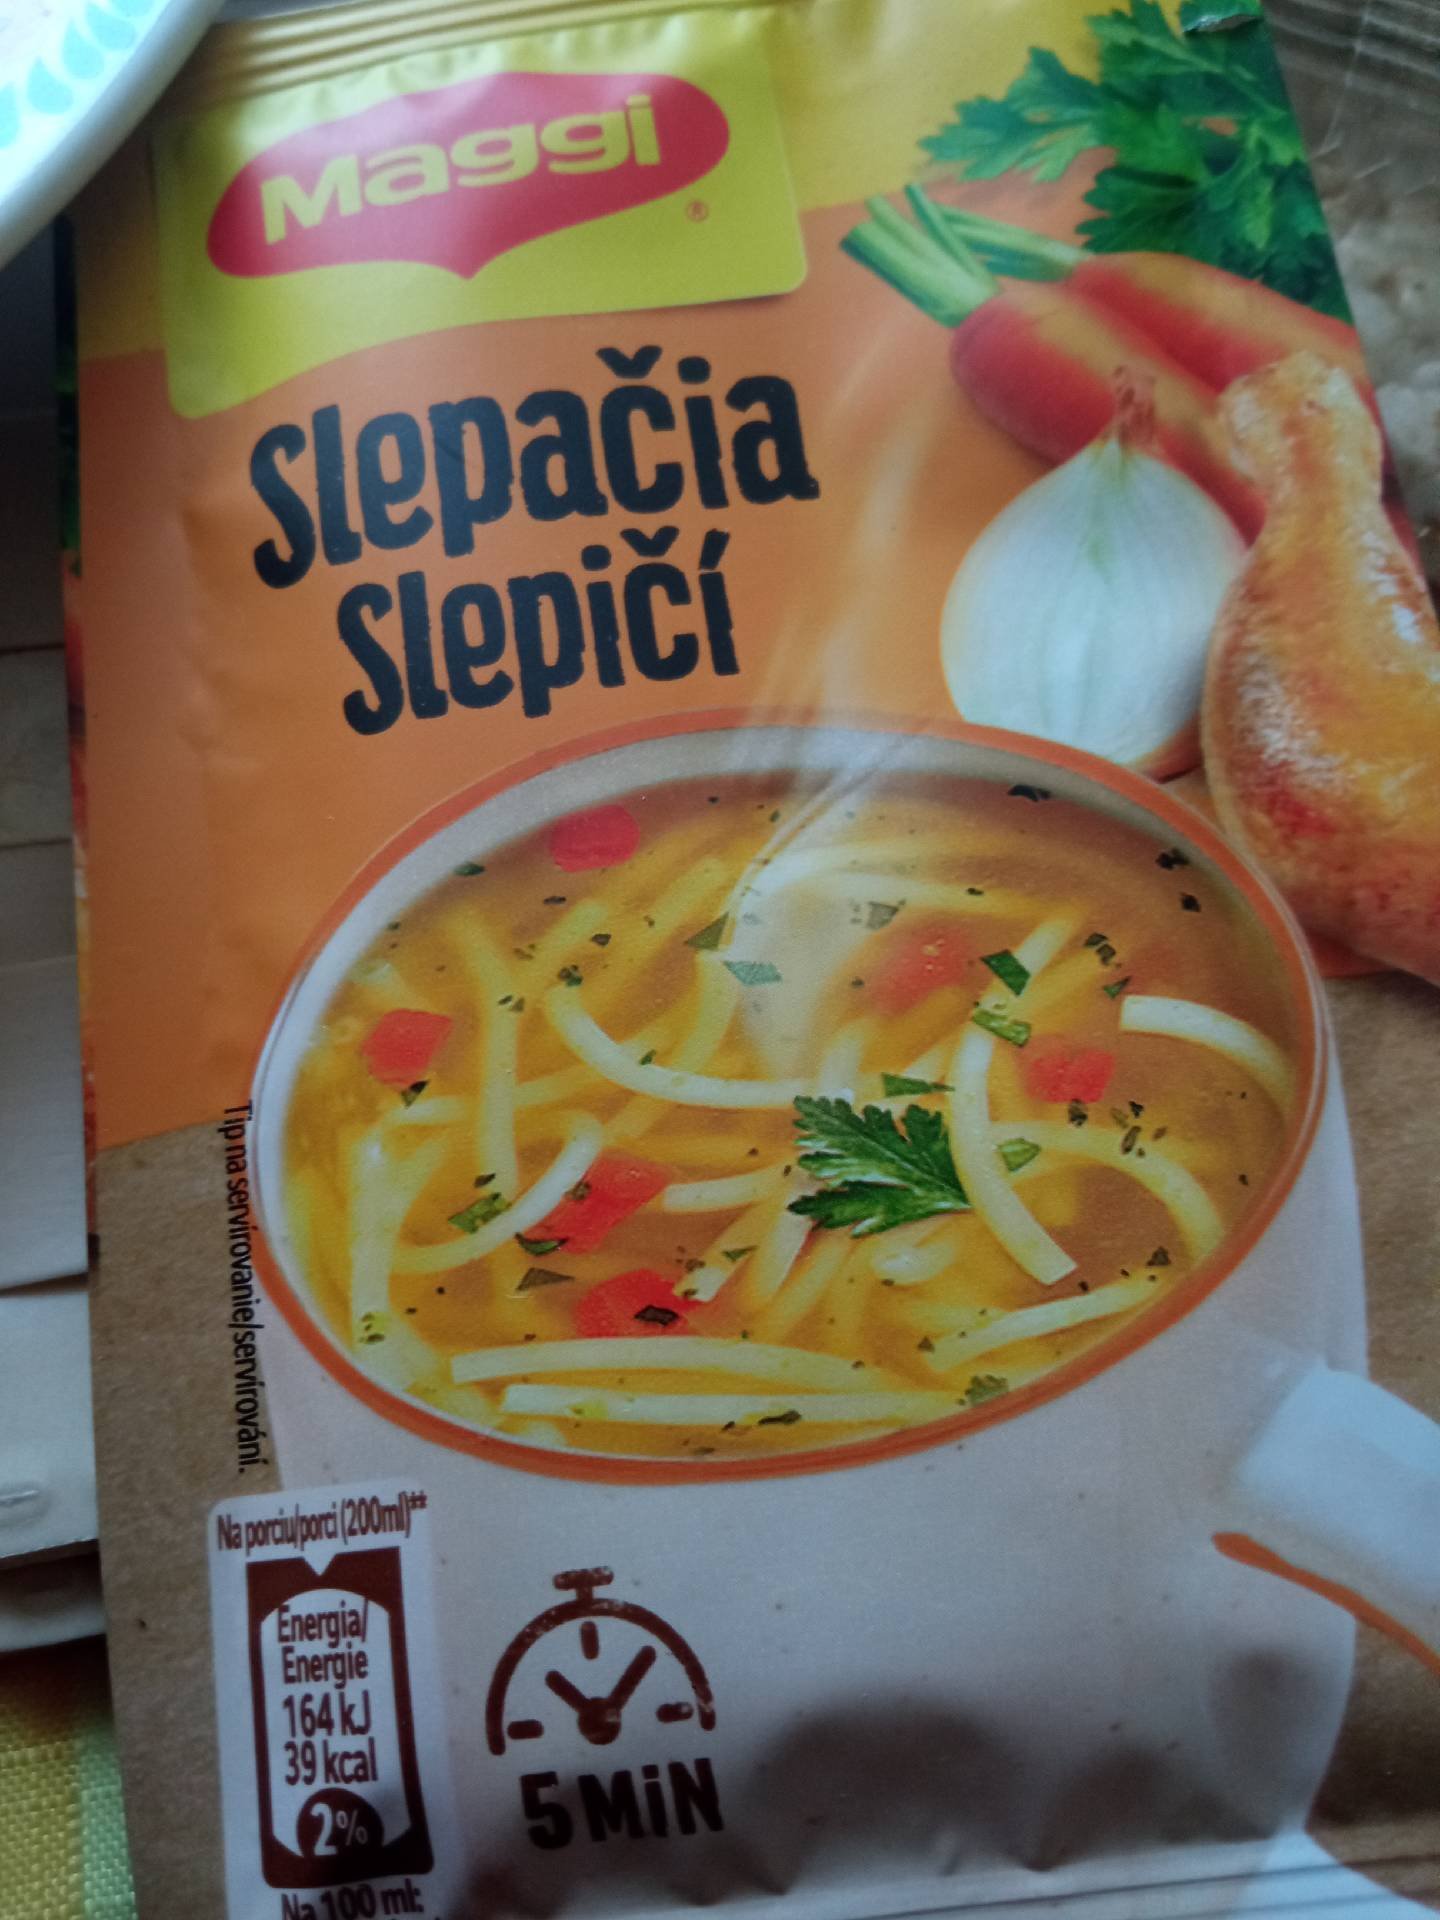 Maggi
®
Slepačia
Slepičí
Tip na servírovanie/servírování.
Na porciu/porci (200ml)**
Energia/
Energie
164 kJ
39 kcal
2%
Na 100 ml:
5 MiN